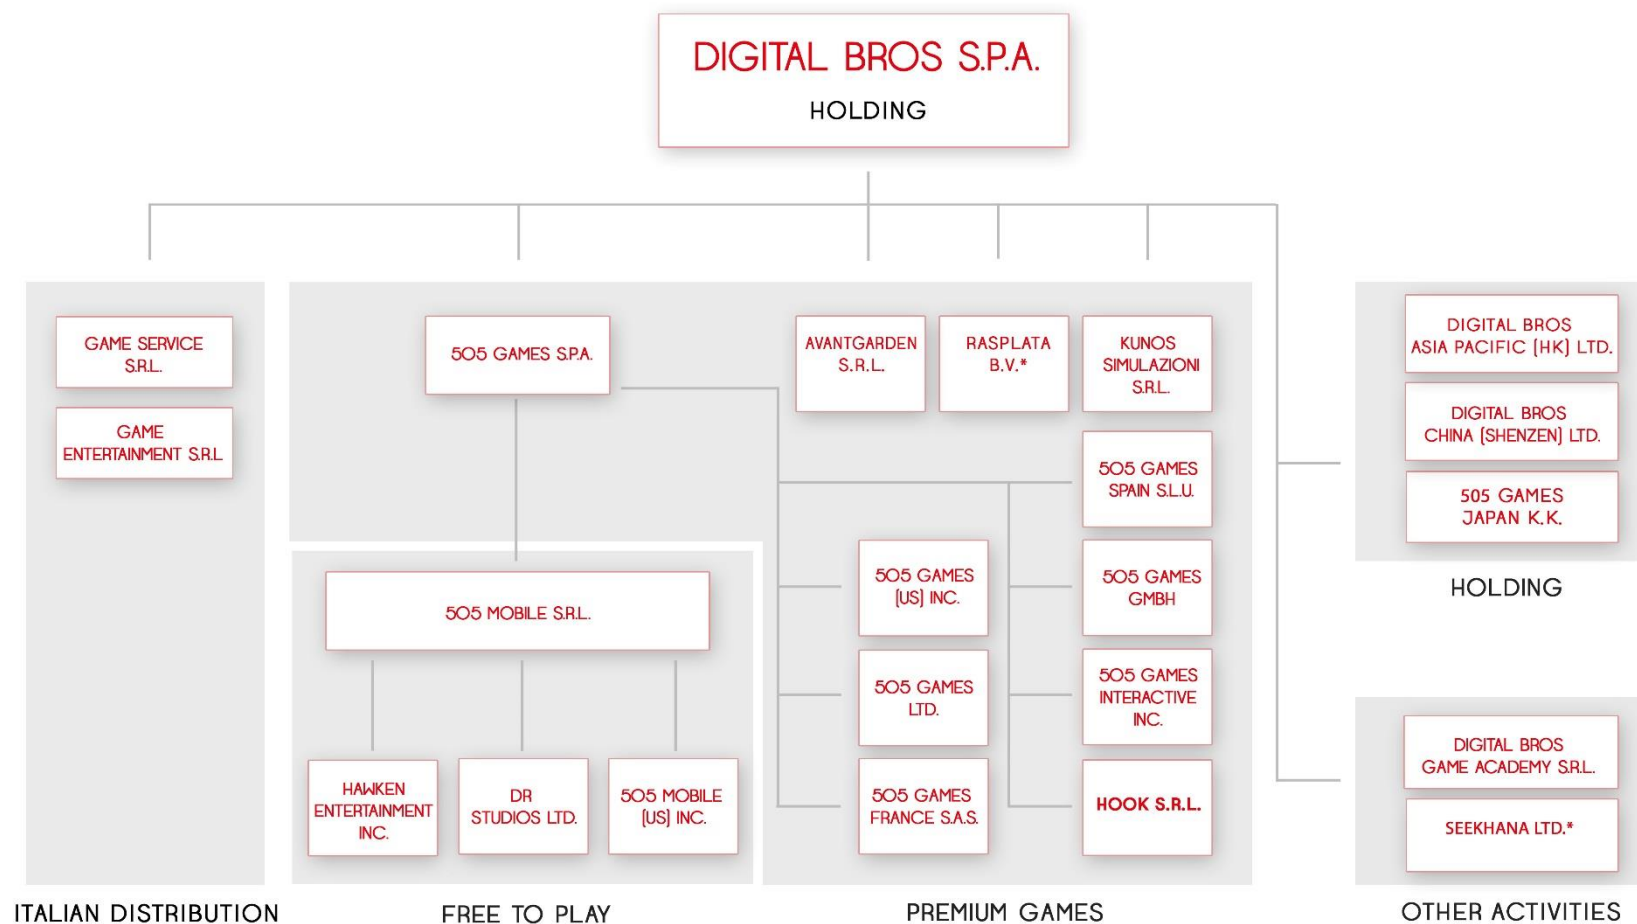 DIGITAL BROS S.P.A.
HOLDING
GAME SERVICE
S.R.L.
GAME
ENTERTAINMENT S.R.L
505 GAMES S.P.A.
AVANTGARDEN
S.R.L.
RASPLATA
B.V.*
KUNOS
SIMULAZIONI
S.R.L.
505 GAMES
SPAIN S.L.U.
505 GAMES
(US) INC.
505 GAMES
GMBH
505 GAMES
LTD.
505 GAMES
INTERACTIVE
INC.
505 GAMES
FRANCE S.A.S.
HOOK S.R.L.
505 MOBILE S.R.L.
HAWKEN
ENTERTAINMENT
INC.
DR
STUDIOS LTD.
505 MOBILE
(US) INC.
DIGITAL BROS
ASIA PACIFIC (HK) LTD.
DIGITAL BROS
CHINA (SHENZEN) LTD.
505 GAMES
JAPAN K.K.
HOLDING
DIGITAL BROS
GAME ACADEMY S.R.L.
SEEKHANA LTD.*
ITALIAN DISTRIBUTION
FREE TO PLAY
PREMIUM GAMES
OTHER ACTIVITIES